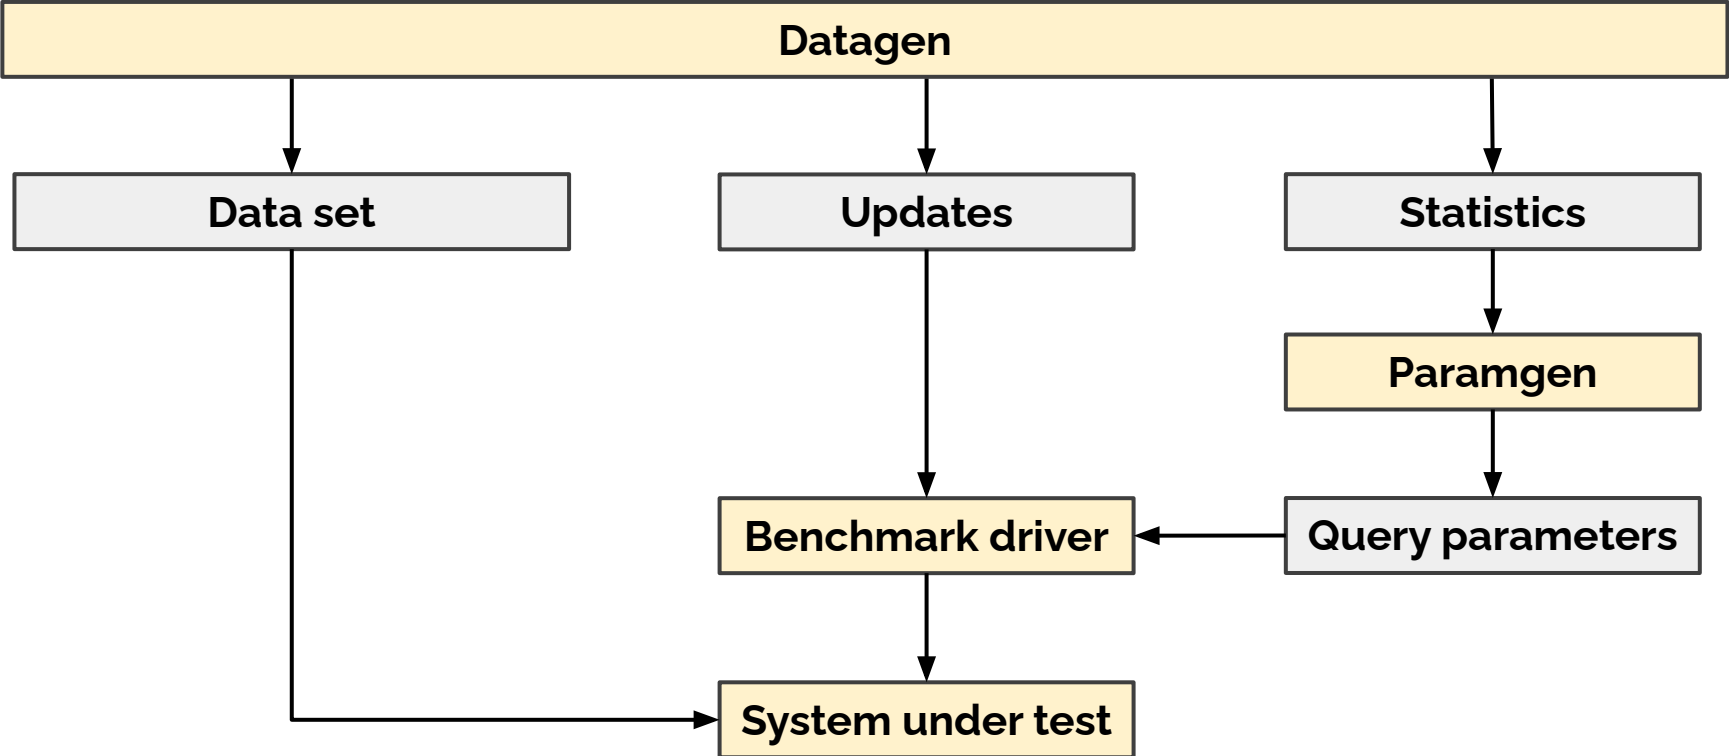 Datagen
Data set
Updates
Statistics
Paramgen
Benchmark driver
Query parameters
System under test